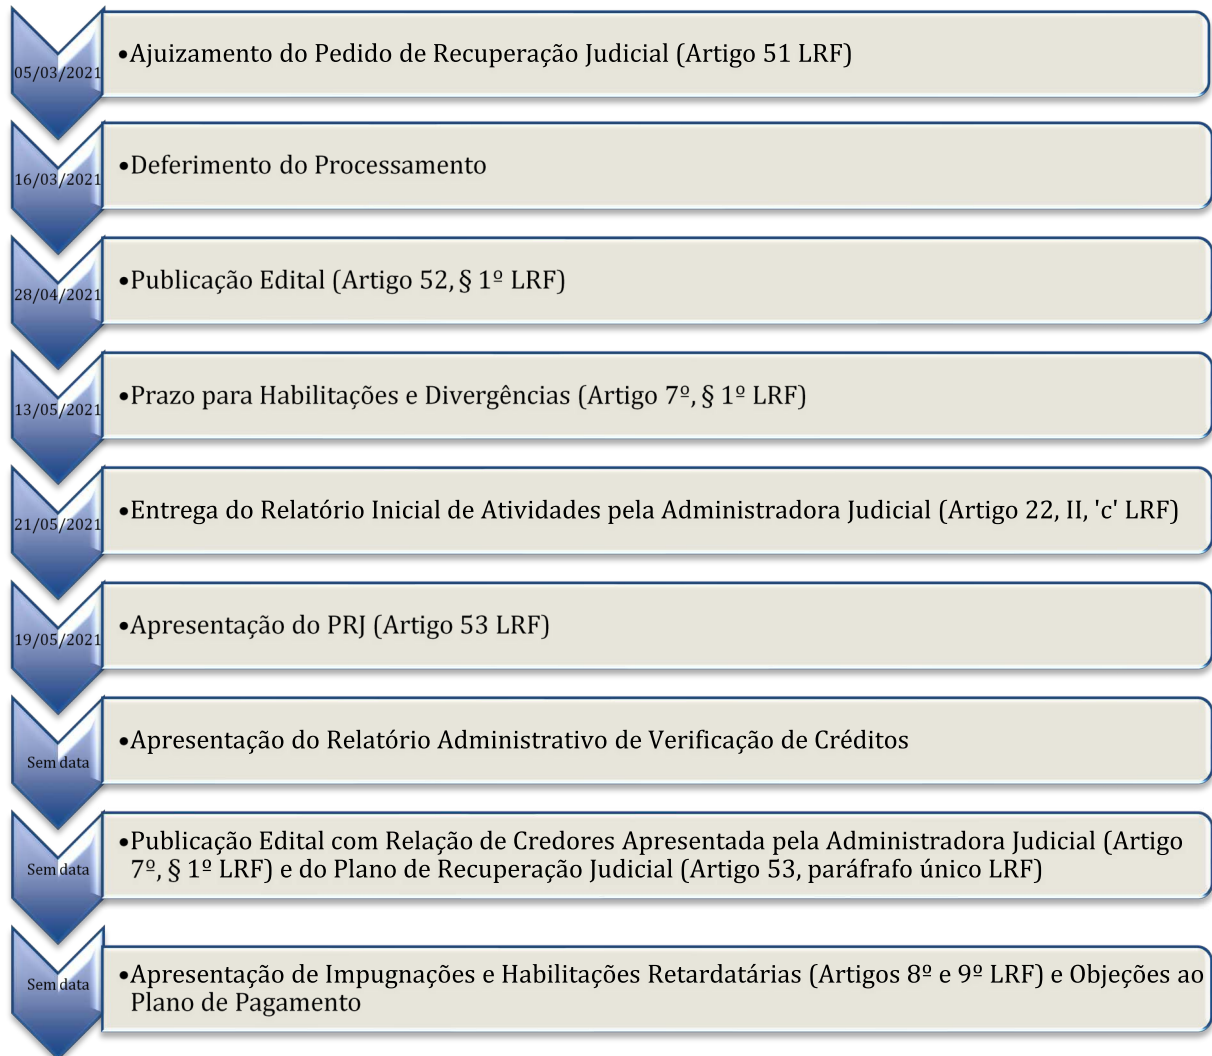 05/03/2021
•Ajuizamento do Pedido de Recuperação Judicial (Artigo 51 LRF)
16/03/2021
•Deferimento do Processamento
28/04/2021
•Publicação Edital (Artigo 52, § 1º LRF)
13/05/2021
•Prazo para Habilitações e Divergências (Artigo 7º, § 1º LRF)
21/05/2021
•Entrega do Relatório Inicial de Atividades pela Administradora Judicial (Artigo 22, II, 'c' LRF)
19/05/2021
•Apresentação do PRJ (Artigo 53 LRF)
Sem data
•Apresentação do Relatório Administrativo de Verificação de Créditos
Sem data
•Publicação Edital com Relação de Credores Apresentada pela Administradora Judicial (Artigo
7º, § 1º LRF) e do Plano de Recuperação Judicial (Artigo 53, paráfrafo único LRF)
Sem data
•Apresentação de Impugnações e Habilitações Retardatárias (Artigos 8º e 9º LRF) e Objeções ao
Plano de Pagamento